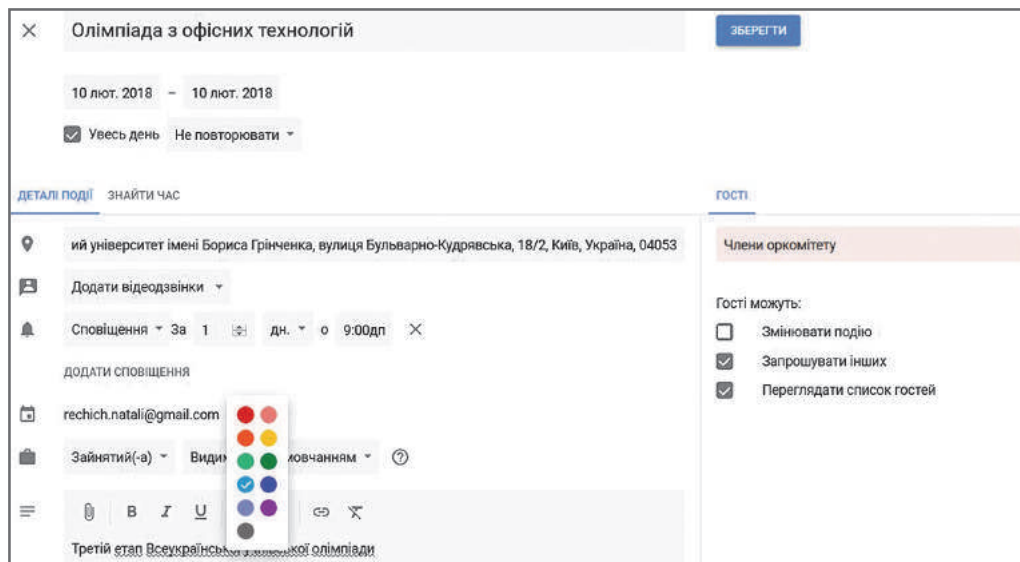 Олімпіада з офісних технологій
ЗБЕРЕГТИ
10 лют. 2018 – 10 лют. 2018
Увесь день Не повторювати
ДЕТАЛІ ПОДІЇ ЗНАЙТИ ЧАС
ГОСТІ
ий університет імені Бориса Грінченка, вулиця Бульварно-Кудрявська, 18/2, Київ, Україна, 04053
Додати відеодзвінки
Сповіщення За 1 дн. о 9:00дп
ДОДАТИ СПОВІЩЕННЯ
rechich.natali@gmail.com
Зайнятий(-а) Видим мовчанням
B I U
Третій етап Всеукраїнськ кої олімпіади
Члени оркомітету
Гості можуть:
Змінювати подію
Запрошувати інших
Переглядати список гостей